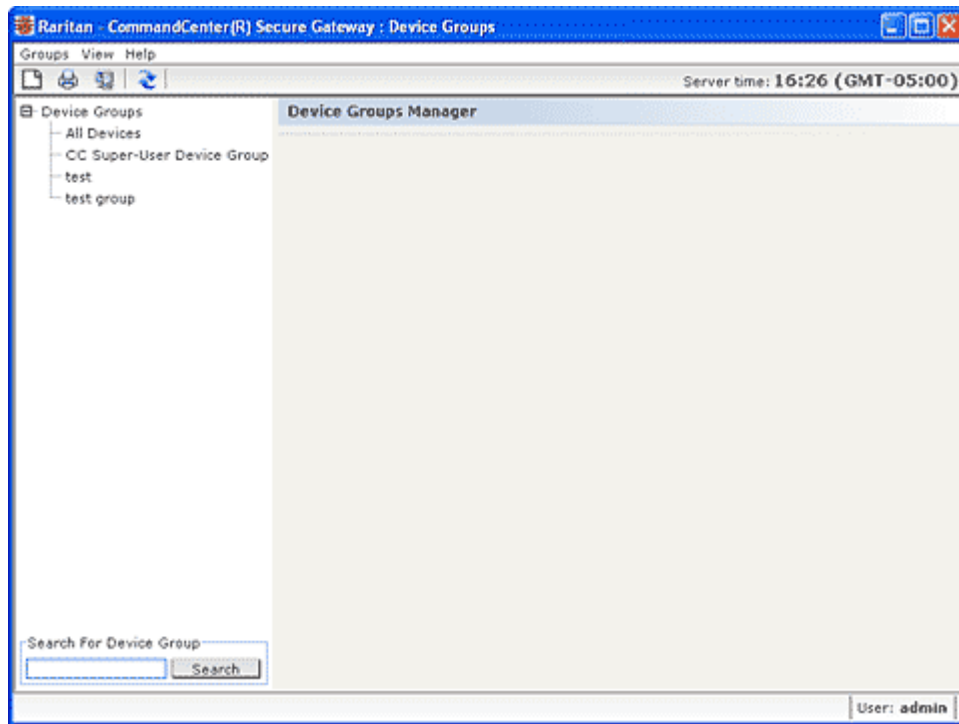 Raritan - CommandCenter(R) Secure Gateway : Device Groups
Groups View Help
Server time: 16:26 (GMT-05:00)
Device Groups
All Devices
CC Super-User Device Group
test
test group
Device Groups Manager
Search For Device Group
Search
User: admin